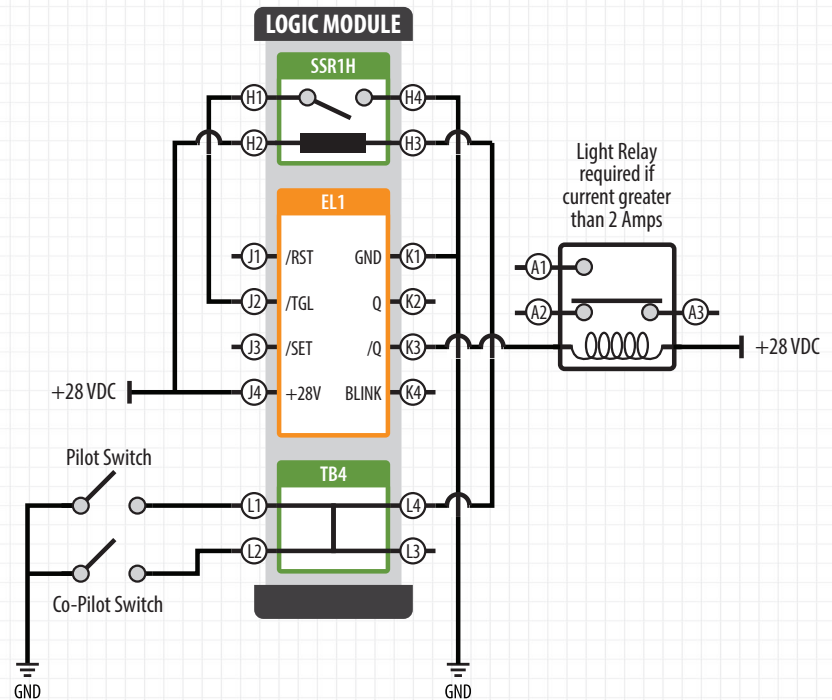 LOGIC MODULE
SSR1H
H1
H4
H2
H3
Light Relay
required if
current greater
than 2 Amps
EL1
J1
/RST
GND
K1
A1
J2
/TGL
Q
K2
A2
A3
J3
/SET
/Q
K3
+28 VDC
+28 VDC
J4
+28V
BLINK
K4
Pilot Switch
TB4
L1
L4
L2
L3
Co-Pilot Switch
GND
GND